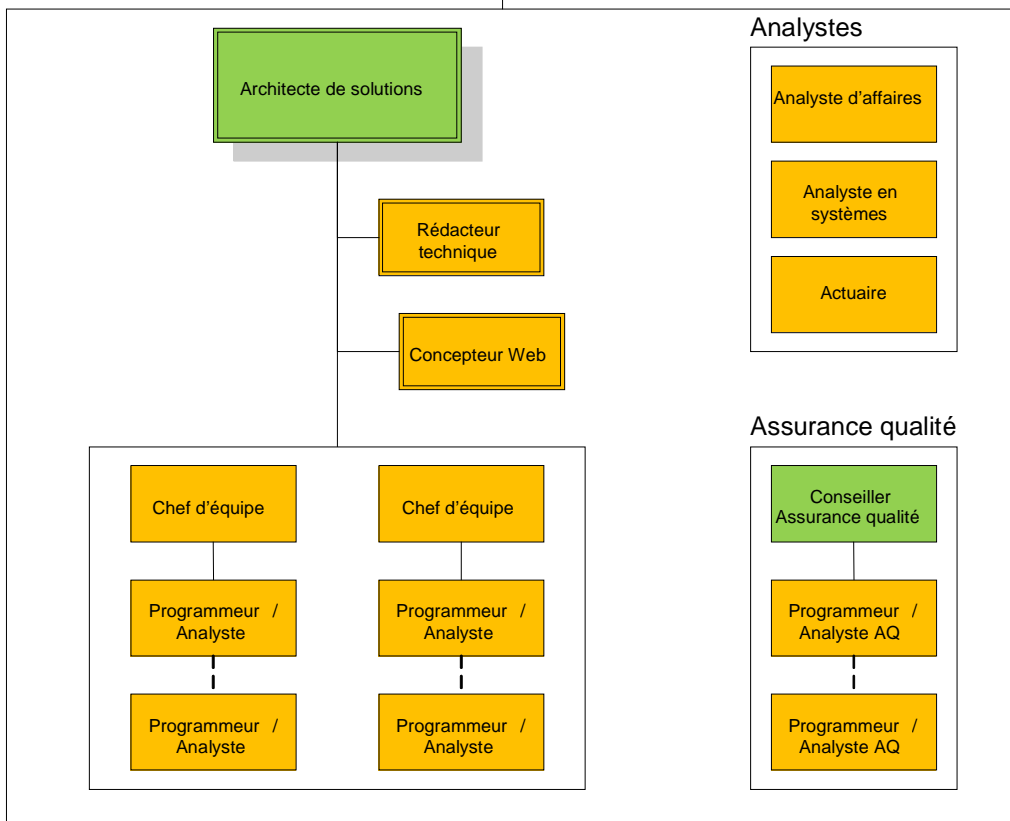 Architecte de solutions
Rédacteur
technique
Concepteur Web
Chef d'équipe
Programmeur /
Analyste
Programmeur /
Analyste
Chef d'équipe
Programmeur /
Analyste
Programmeur /
Analyste
Analystes
Analyste d'affaires
Analyste en
systèmes
Actuaire
Assurance qualité
Conseiller
Assurance qualité
Programmeur /
Analyste AQ
Programmeur /
Analyste AQ